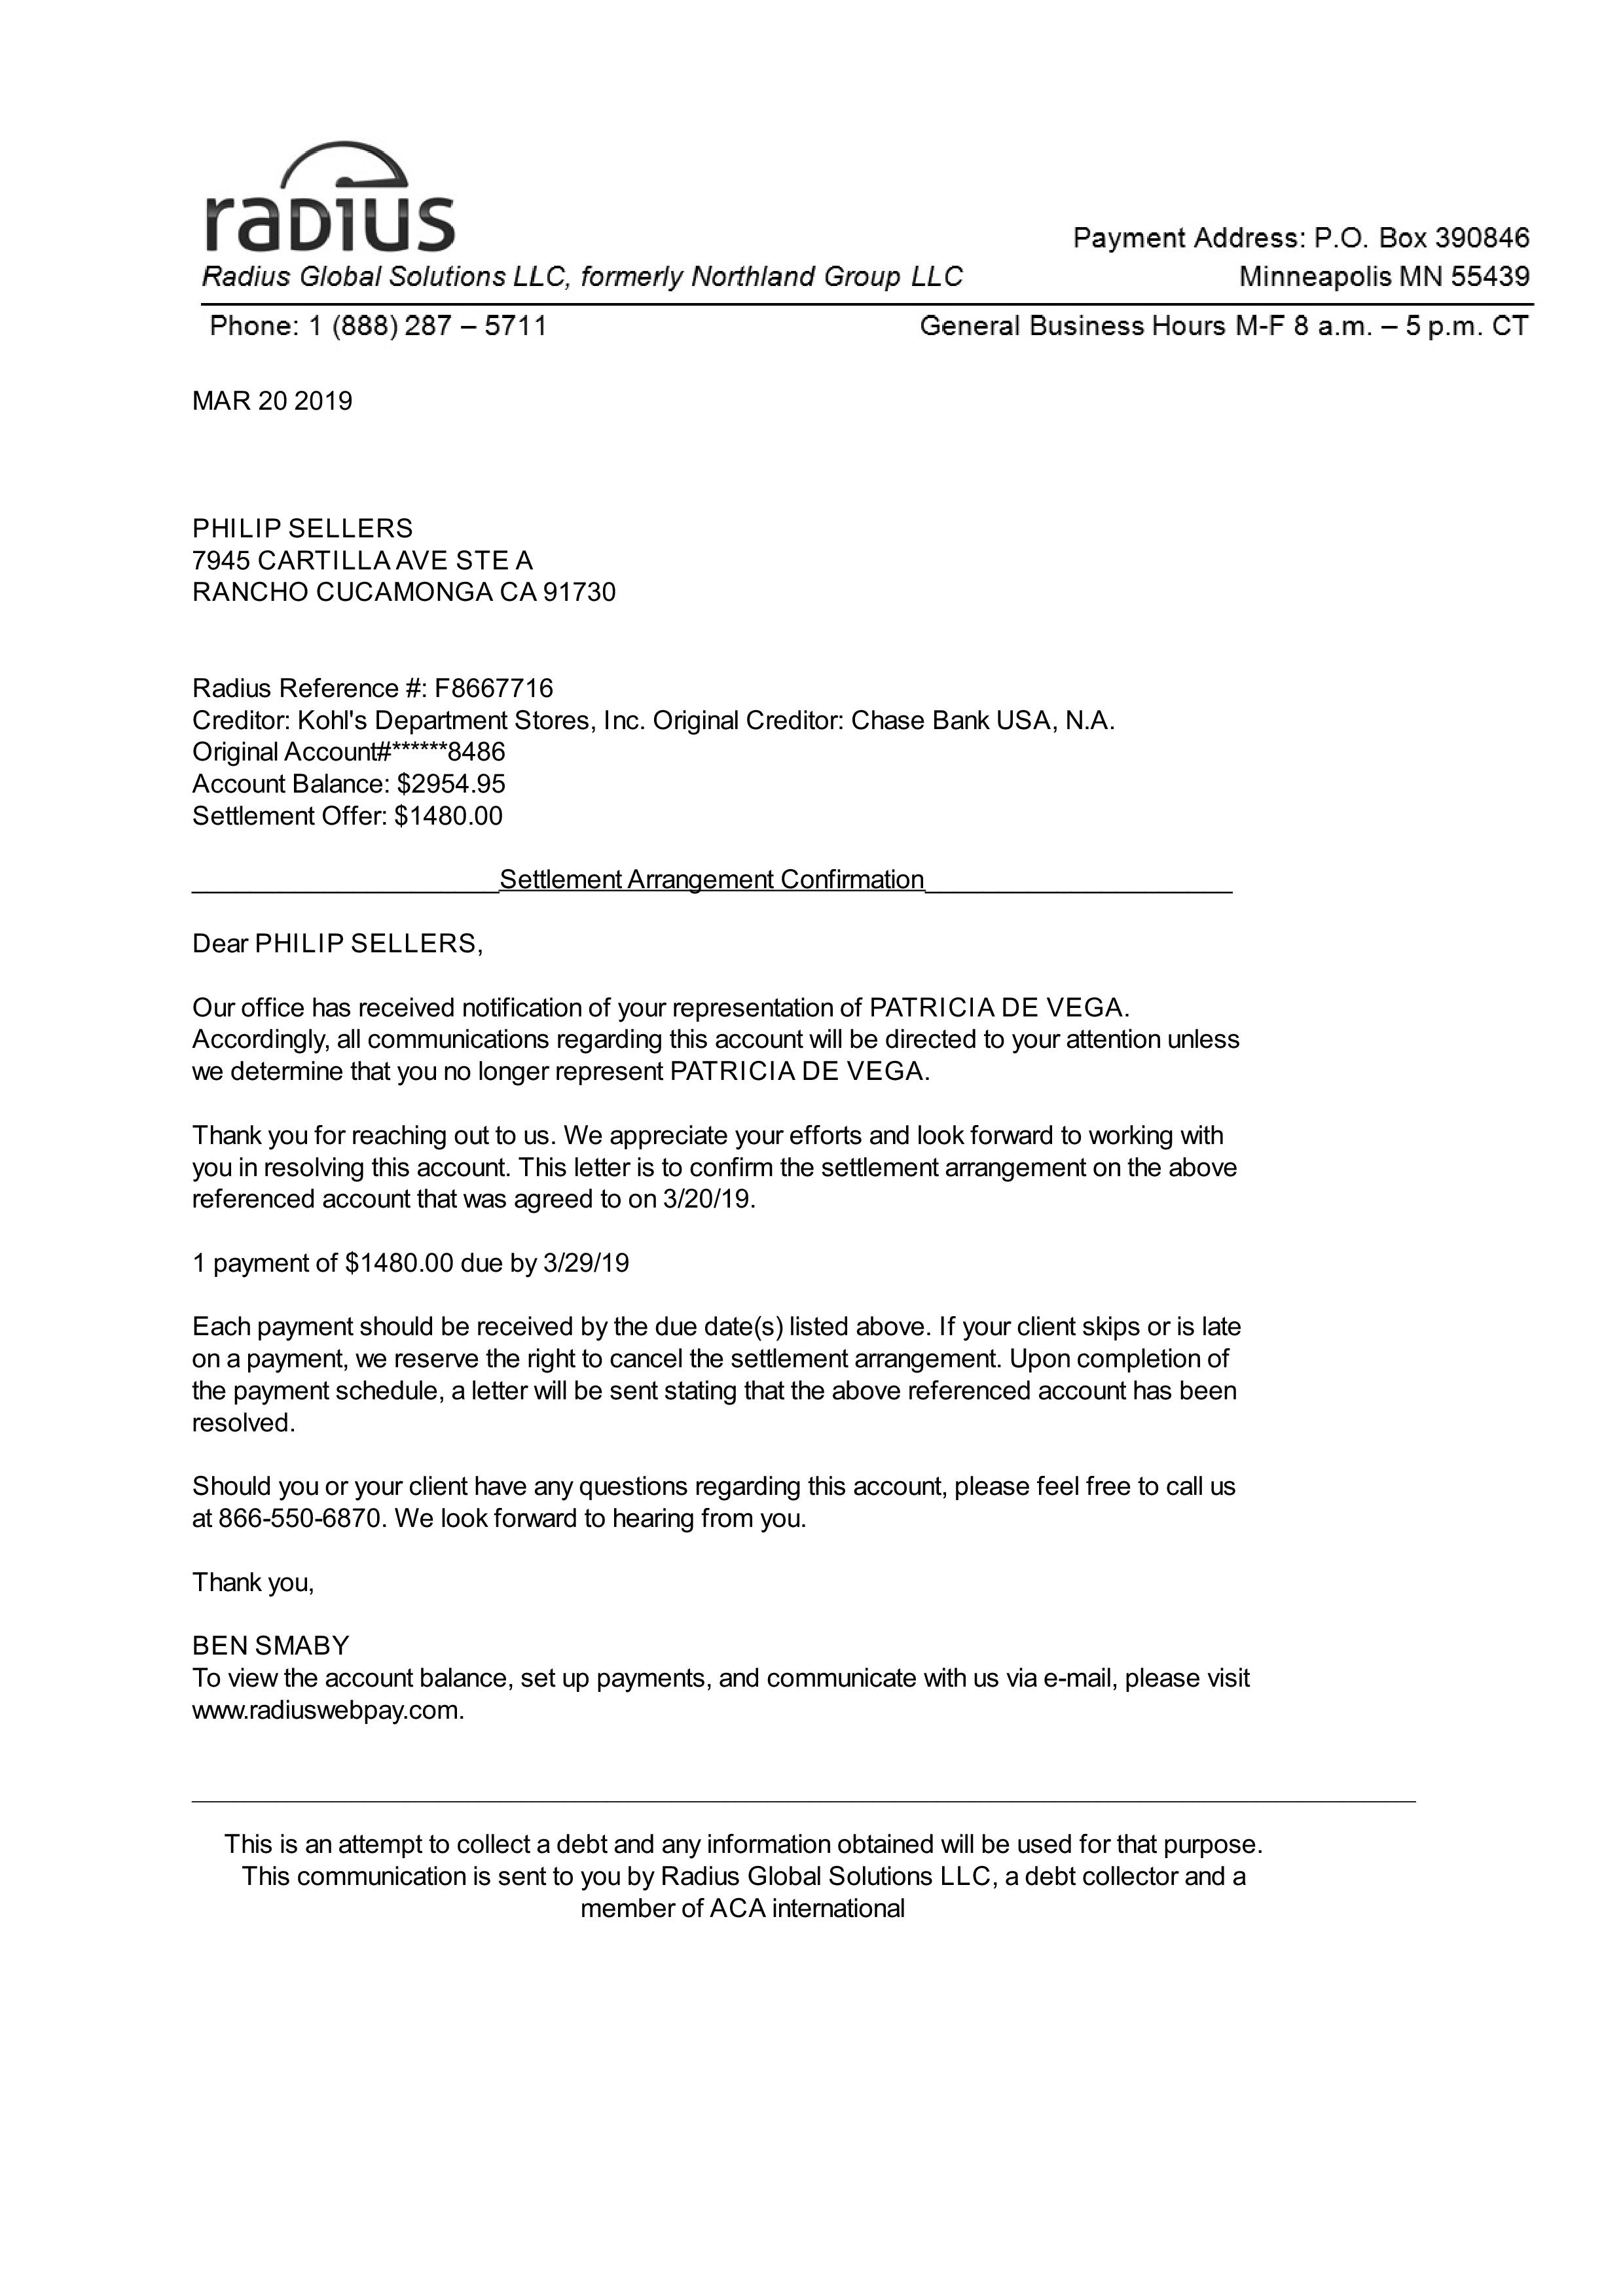 radius
Payment Address: P.O. Box 390846
Radius Global Solutions LLC, formerly Northland Group LLC
Minneapolis MN 55439
Phone: 1 (888) 287 – 5711
General Business Hours M-F 8 a.m. – 5 p.m. CT
MAR 20 2019
PHILIP SELLERS
7945 CARTILLA AVE STE A
RANCHO CUCAMONGA CA 91730
Radius Reference #: F8667716
Creditor: Kohl's Department Stores, Inc. Original Creditor: Chase Bank USA, N.A.
Original Account#******8486
Account Balance: $2954.95
Settlement Offer: $1480.00
Settlement Arrangement Confirmation
Dear PHILIP SELLERS,
Our office has received notification of your representation of PATRICIA DE VEGA.
Accordingly, all communications regarding this account will be directed to your attention unless
we determine that you no longer represent PATRICIA DE VEGA.
Thank you for reaching out to us. We appreciate your efforts and look forward to working with
you in resolving this account. This letter is to confirm the settlement arrangement on the above
referenced account that was agreed to on 3/20/19.
1 payment of $1480.00 due by 3/29/19
Each payment should be received by the due date(s) listed above. If your client skips or is late
on a payment, we reserve the right to cancel the settlement arrangement. Upon completion of
the payment schedule, a letter will be sent stating that the above referenced account has been
resolved.
Should you or your client have any questions regarding this account, please feel free to call us
at 866-550-6870. We look forward to hearing from you.
Thank you,
BEN SMABY
To view the account balance, set up payments, and communicate with us via e-mail, please visit
www.radiuswebpay.com.
This is an attempt to collect a debt and any information obtained will be used for that purpose.
This communication is sent to you by Radius Global Solutions LLC, a debt collector and a
member of ACA international